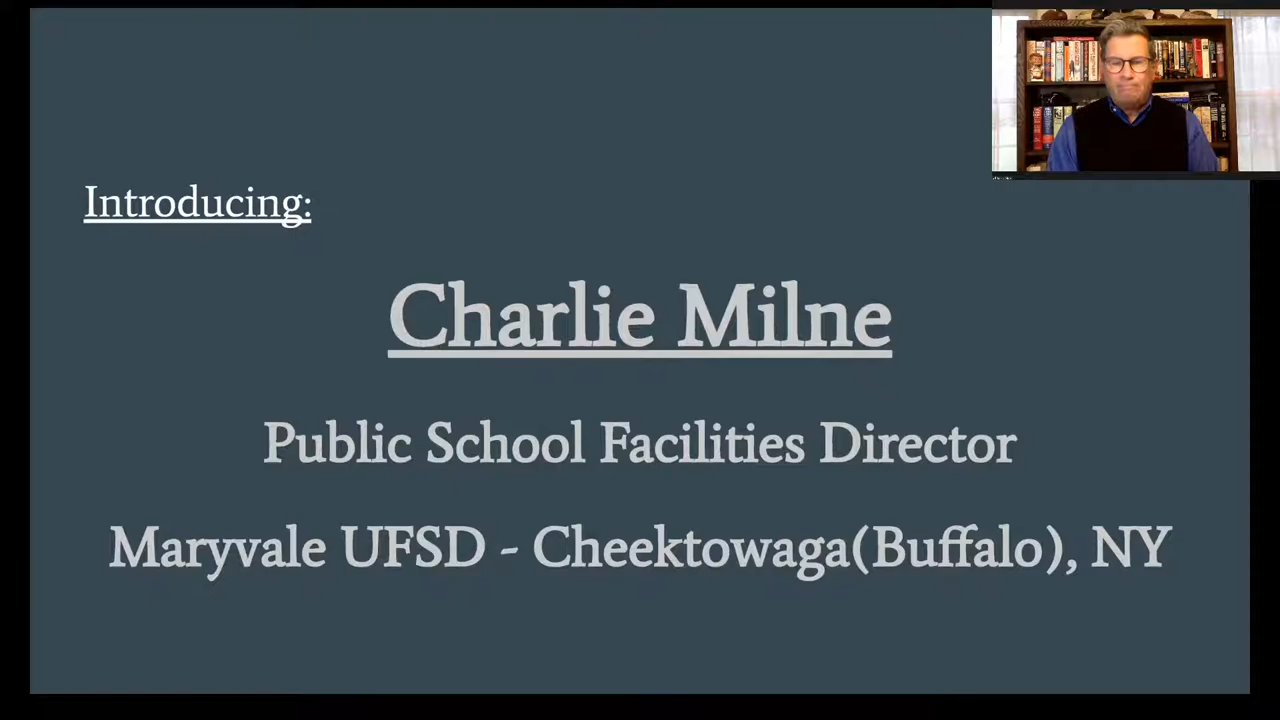 Introducing:
Charlie Milne
Public School Facilities Director
Maryvale UFSD - Cheektowaga(Buffalo), NY